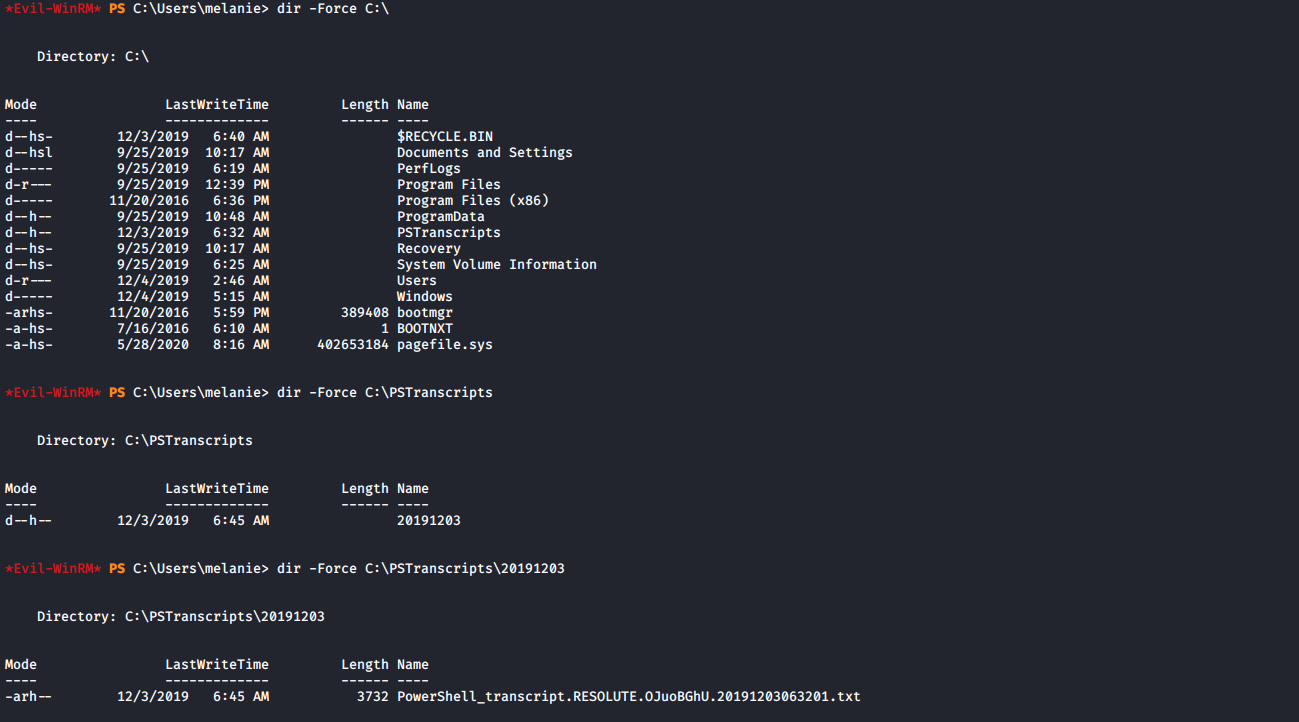 *Evil-WinRM* PS C:\Users\melanie> dir -Force C:\
Directory: C:\
Mode                LastWriteTime         Length Name
----                -------------         ------ ----
d--hs-        12/3/2019   6:40 AM                $RECYCLE.BIN
d--hsl        9/25/2019  10:17 AM                Documents and Settings
d-----        9/25/2019   6:19 AM                PerfLogs
d-r---        9/25/2019  12:39 PM                Program Files
d-----       11/20/2016   6:36 PM                Program Files (x86)
d--h--        9/25/2019  10:48 AM                ProgramData
d--h--        12/3/2019   6:32 AM                PSTranscripts
d--hs-        9/25/2019  10:17 AM                Recovery
d--hs-        9/25/2019   6:25 AM                System Volume Information
d-r---        12/4/2019   2:46 AM                Users
d-----        12/4/2019   5:15 AM                Windows
-arhs-       11/20/2016   5:59 PM         389408 bootmgr
-a-hs-        7/16/2016   6:10 AM              1 BOOTNXT
-a-hs-        5/28/2020   8:16 AM      402653184 pagefile.sys
*Evil-WinRM* PS C:\Users\melanie> dir -Force C:\PSTranscripts
Directory: C:\PSTranscripts
Mode                LastWriteTime         Length Name
----                -------------         ------ ----
d--h--        12/3/2019   6:45 AM                20191203
*Evil-WinRM* PS C:\Users\melanie> dir -Force C:\PSTranscripts\20191203
Directory: C:\PSTranscripts\20191203
Mode                LastWriteTime         Length Name
----                -------------         ------ ----
-arh--        12/3/2019   6:45 AM           3732 PowerShell_transcript.RESOLUTE.OJuoBGhU.20191203063201.txt